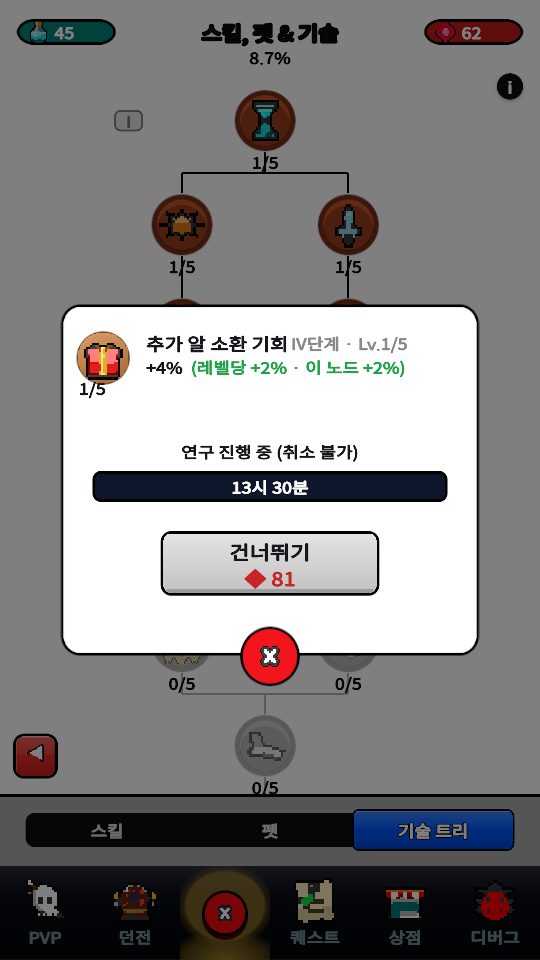 45
스킬, 펫 & 기술
62
8.7%
i
I
1/5
1/5
1/5
추가 알 소환 기회 IV단계 · Lv.1/5
+4% (레벨당 +2% · 이 노드 +2%)
1/5
연구 진행 중 (취소 불가)
13시 30분
건너뛰기
81
0/5
0/5
0/5
스킬
펫
기술 트리
PVP
던전
퀘스트
상점
디버그